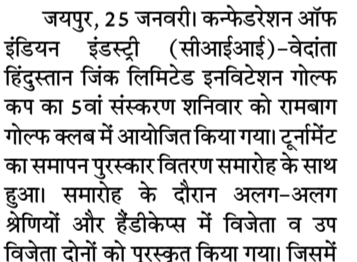 जयपुर, 25 जनवरी। कन्फेडरेशन ऑफ
इंडियन इंडस्ट्री (सीआईआई)-वेदांता
हिंदुस्तान जिंक लिमिटेड इनविटेशन गोल्फ
कप का 5वां संस्करण शनिवार को रामबाग
गोल्फ क्लब में आयोजित किया गया। टूर्नामेंट
का समापन पुरस्कार वितरण समारोह के साथ
हुआ। समारोह के दौरान अलग-अलग
श्रेणियों और हैंडीकेप्स में विजेता व उप
विजेता दोनों को पुरस्कृत किया गया। जिसमें